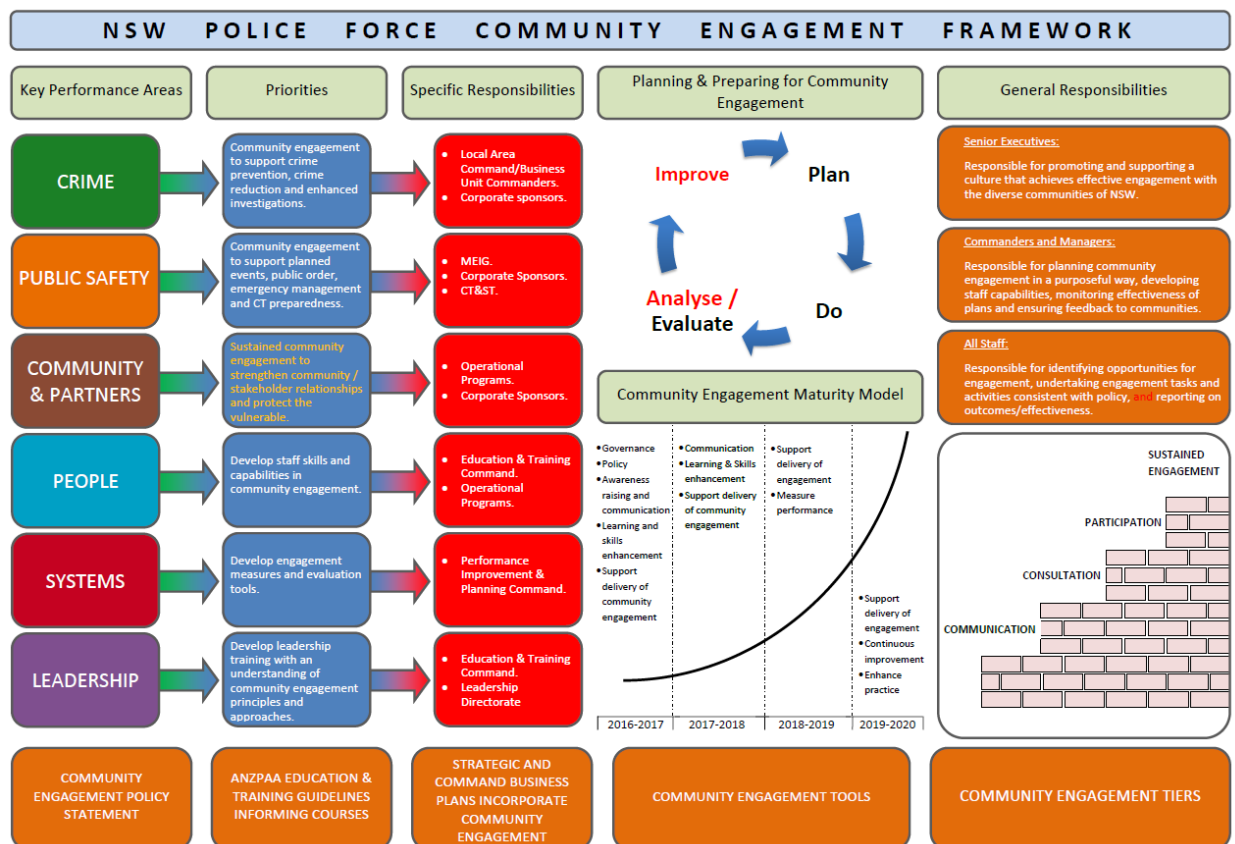 NSW POLICE FORCE COMMUNITY ENGAGEMENT FRAMEWORK
Key Performance Areas
Priorities
Specific Responsibilities
Planning & Preparing for Community
Engagement
General Responsibilities
CRIME
Community engagement
to support crime
prevention, crime
reduction and enhanced
investigations.
• Local Area
Command/Business
Unit Commanders.
• Corporate sponsors.
PUBLIC SAFETY
Community engagement
to support planned
events, public order,
emergency management
and CT preparedness.
• MEIG.
• Corporate Sponsors.
• CT&ST.
COMMUNITY
& PARTNERS
Sustained community
engagement to
strengthen community /
stakeholder relationships
and protect the
vulnerable.
• Operational
Programs.
• Corporate Sponsors.
PEOPLE
Develop staff skills and
capabilities in
community engagement.
• Education & Training
Command.
• Operational
Programs.
SYSTEMS
Develop engagement
measures and evaluation
tools.
• Performance
Improvement &
Planning Command.
LEADERSHIP
Develop leadership
training with an
understanding of
community engagement
principles and
approaches.
• Education & Training
Command.
• Leadership
Directorate
Improve
Plan
Analyse /
Evaluate
Do
Community Engagement Maturity Model
• Governance
• Policy
• Awareness
raising and
communication
• Learning and
skills
enhancement
• Support
delivery of
community
engagement
• Communication
• Learning & Skills
enhancement
• Support delivery
of community
engagement
• Support
delivery of
engagement
• Measure
performance
• Support
delivery of
engagement
• Continuous
improvement
• Enhance
practice
2016-2017
2017-2018
2018-2019
2019-2020
Senior Executives:
Responsible for promoting and supporting a
culture that achieves effective engagement with
the diverse communities of NSW.
Commanders and Managers:
Responsible for planning community
engagement in a purposeful way, developing
staff capabilities, monitoring effectiveness of
plans and ensuring feedback to communities.
All Staff:
Responsible for identifying opportunities for
engagement, undertaking engagement tasks and
activities consistent with policy, and reporting on
outcomes/effectiveness.
SUSTAINED
ENGAGEMENT
PARTICIPATION
CONSULTATION
COMMUNICATION
COMMUNITY
ENGAGEMENT POLICY
STATEMENT
ANZPAA EDUCATION &
TRAINING GUIDELINES
INFORMING COURSES
STRATEGIC AND
COMMAND BUSINESS
PLANS INCORPORATE
COMMUNITY
ENGAGEMENT
COMMUNITY ENGAGEMENT TOOLS
COMMUNITY ENGAGEMENT TIERS